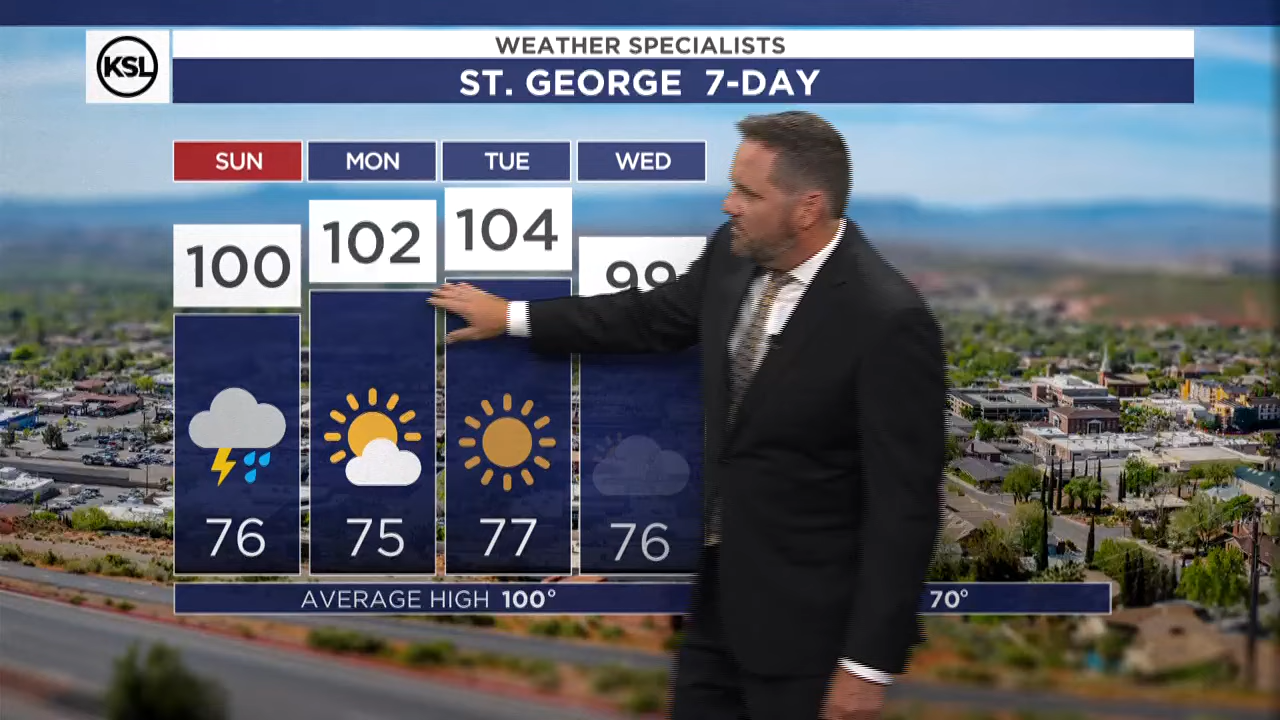 KSL
WEATHER SPECIALISTS
ST. GEORGE 7-DAY
SUN MON TUE WED
100 102 104 99
76 75 77 76
AVERAGE HIGH 100° 70°